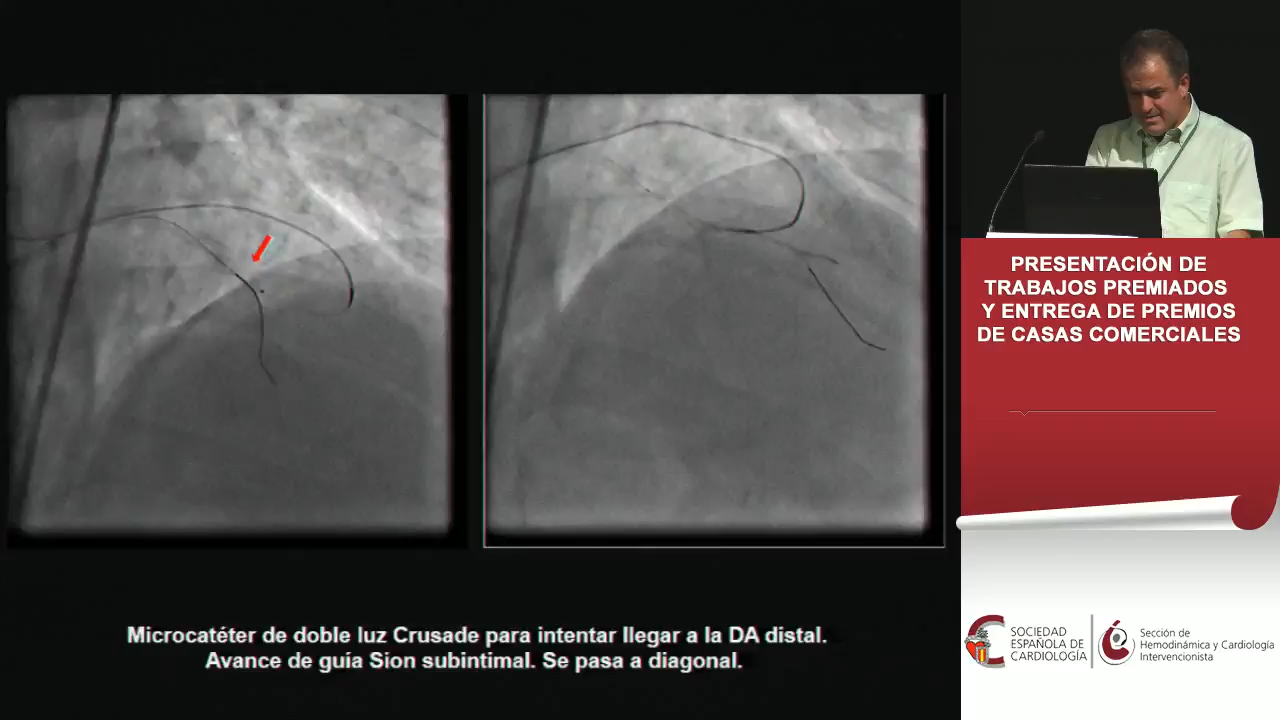 Microcatéter de doble luz Crusade para intentar llegar a la DA distal.
Avance de guía Sion subintimal. Se pasa a diagonal.
PRESENTACIÓN DE
TRABAJOS PREMIADOS
Y ENTREGA DE PREMIOS
DE CASAS COMERCIALES
SOCIEDAD
ESPAÑOLA DE
CARDIOLOGÍA
Sección de
Hemodinámica y Cardiología
Intervencionista